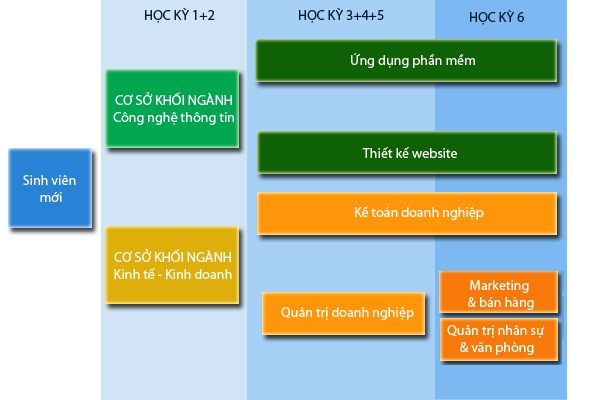 HỌC KỲ 1+2
HỌC KỲ 3+4+5
HỌC KỲ 6
Ứng dụng phần mềm
CƠ SỞ KHỐI NGÀNH
Công nghệ thông tin
Thiết kế website
Sinh viên
mới
Kế toán doanh nghiệp
CƠ SỞ KHỐI NGÀNH
Kinh tế - Kinh doanh
Quản trị doanh nghiệp
Marketing
& bán hàng
Quản trị nhân sự
& văn phòng